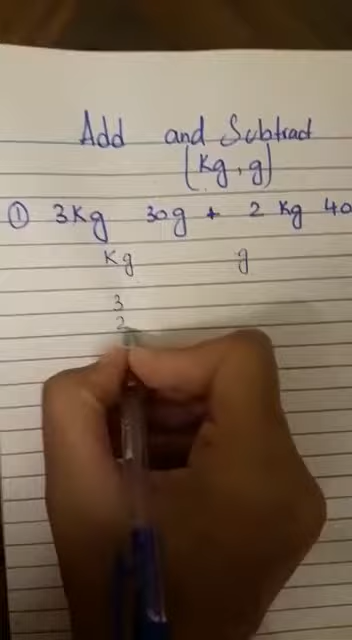 Add and Subtract
(Kg, g)
① 3Kg 30g + 2 Kg 40
Kg g
3
2